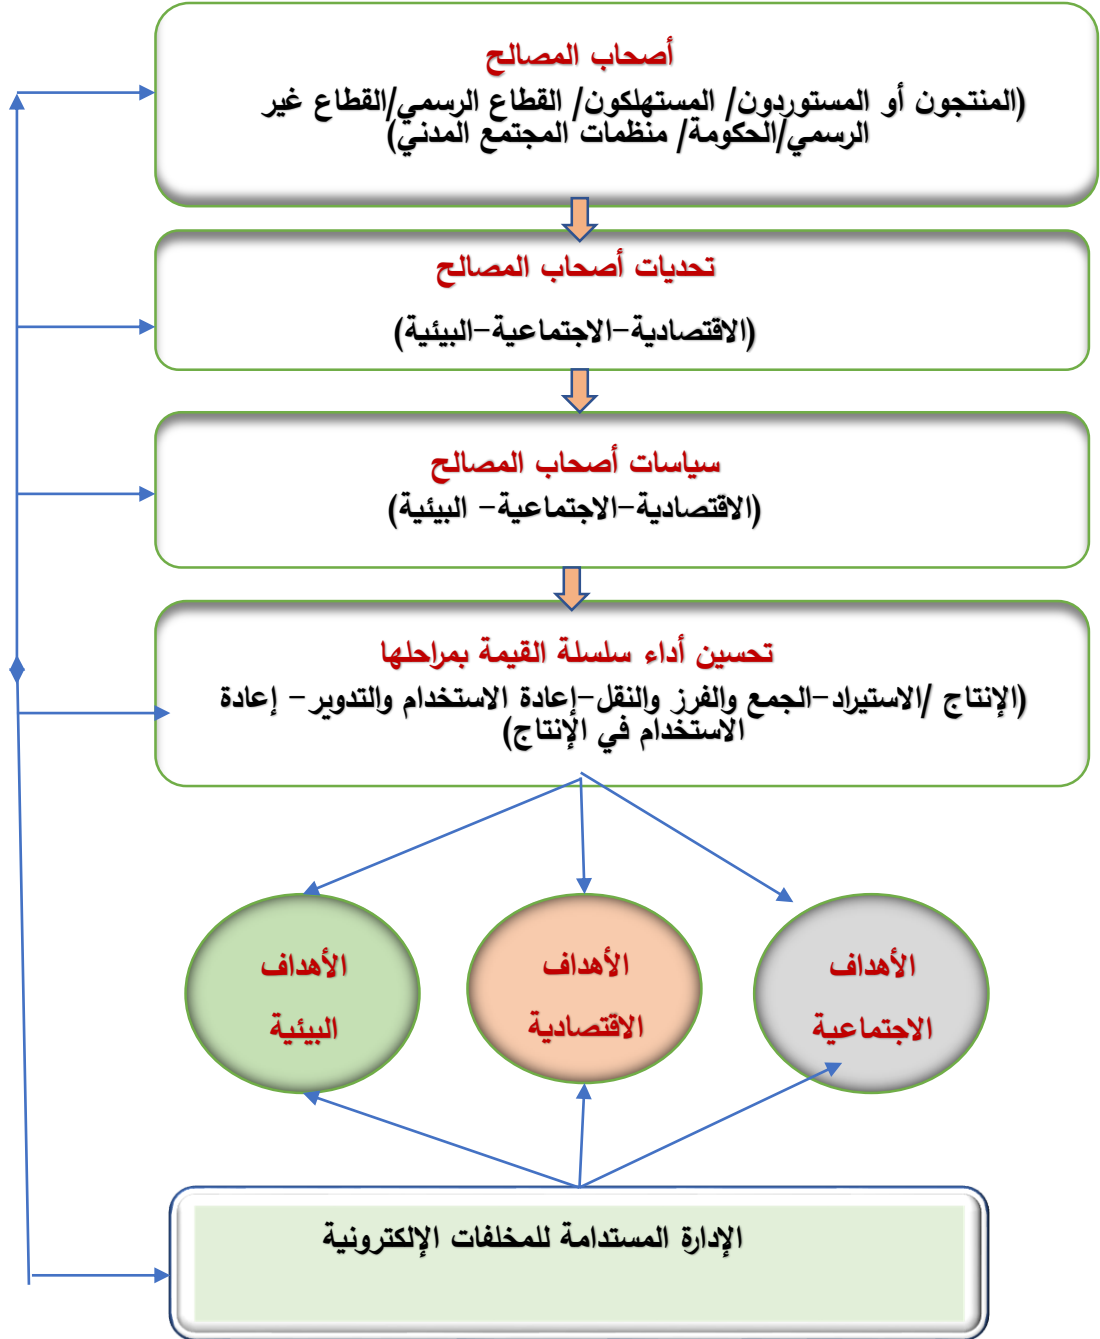 أصحاب المصالح
(المنتجون أو المستوردون/ المستهلكون/ القطاع الرسمي/القطاع غير
الرسمي/الحكومة/ منظمات المجتمع المدني)
تحديات أصحاب المصالح
(الاقتصادية-الاجتماعية-البيئية)
سياسات أصحاب المصالح
(الاقتصادية-الاجتماعية- البيئية)
تحسين أداء سلسلة القيمة بمراحلها
(الإنتاج /الاستيراد-الجمع والفرز والنقل-إعادة الاستخدام والتدوير- إعادة
الاستخدام في الإنتاج)
الأهداف
الاجتماعية
الأهداف
الاقتصادية
الأهداف
البيئية
الإدارة المستدامة للمخلفات الإلكترونية